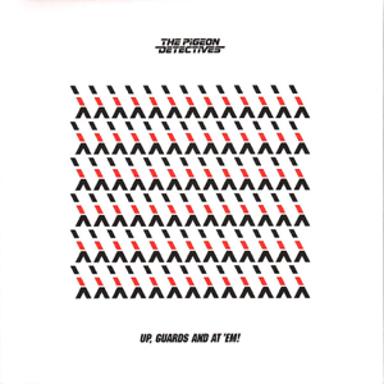 THE PIGEON
DETECTIVES
UP, GUARDS AND AT 'EM!